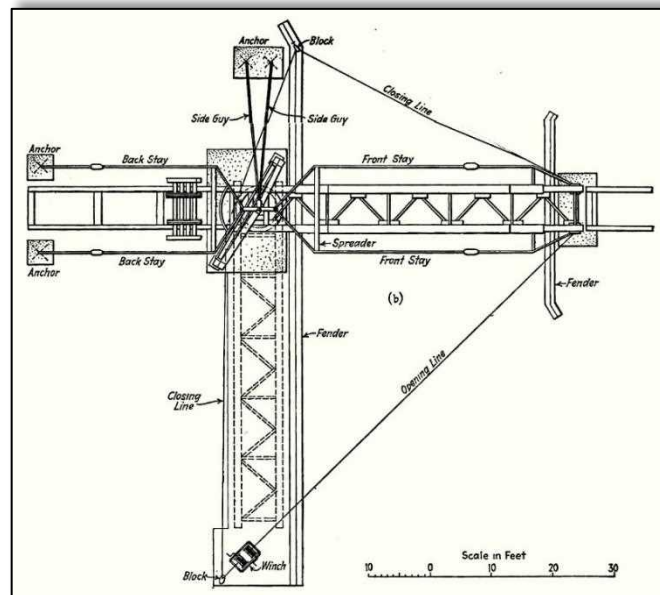 Anchor
Block
Side Guy
Side Guy
Closing Line
Anchor
Back Stay
Front Stay
Spreader
Anchor
Back Stay
Front Stay
(b)
Fender
Fender
Opening Line
Closing Line
Winch
Block
Scale in Feet
10 0 10 20 30